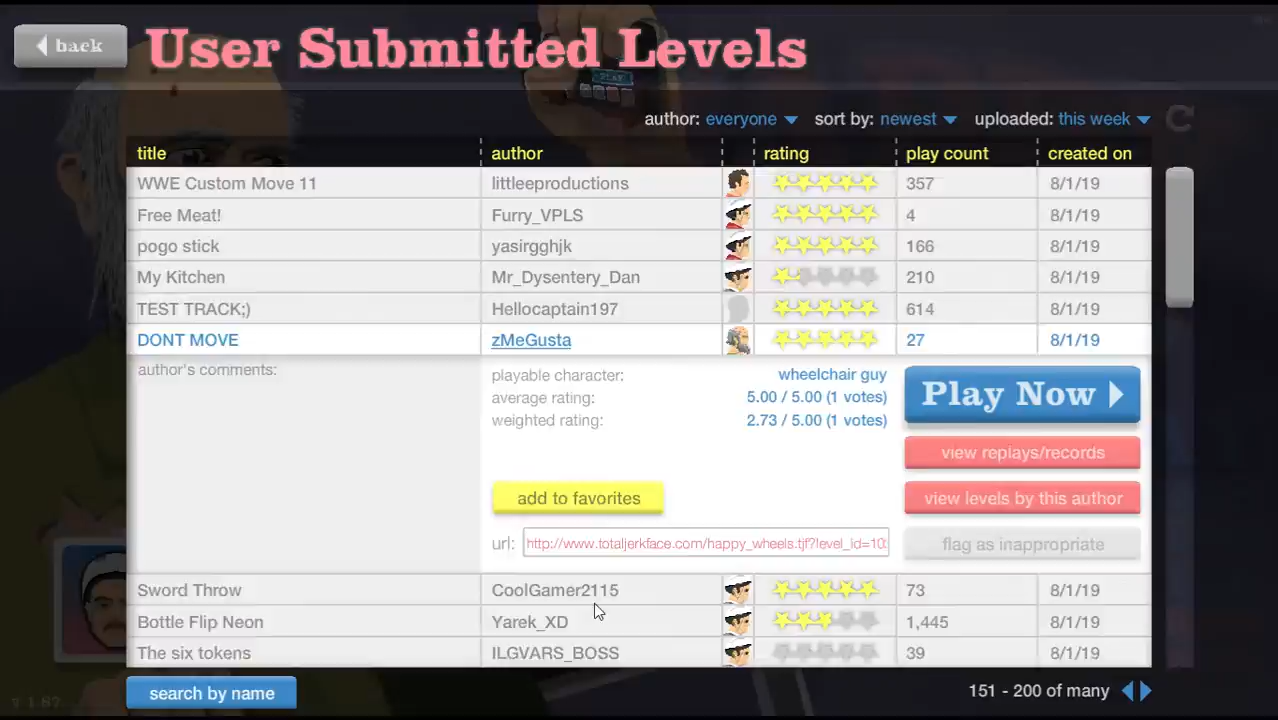 back
User Submitted Levels
author: everyone sort by: newest uploaded: this week
title author rating play count created on
WWE Custom Move 11 littleeproductions 357 8/1/19
Free Meat! Furry_VPLS 4 8/1/19
pogo stick yasirgghjk 166 8/1/19
My Kitchen Mr_Dysentery_Dan 210 8/1/19
TEST TRACK;) Hellocaptain197 614 8/1/19
DONT MOVE zMeGusta 27 8/1/19
author's comments: playable character: wheelchair guy
average rating: 5.00 / 5.00 (1 votes)
weighted rating: 2.73 / 5.00 (1 votes)
Play Now
view replays/records
add to favorites view levels by this author
url: http://www.totaljerkface.com/happy_wheels.tjf?level_id=10 flag as inappropriate
Sword Throw CoolGamer2115 73 8/1/19
Bottle Flip Neon Yarek_XD 1,445 8/1/19
The six tokens ILGVARS_BOSS 39 8/1/19
search by name 151 - 200 of many